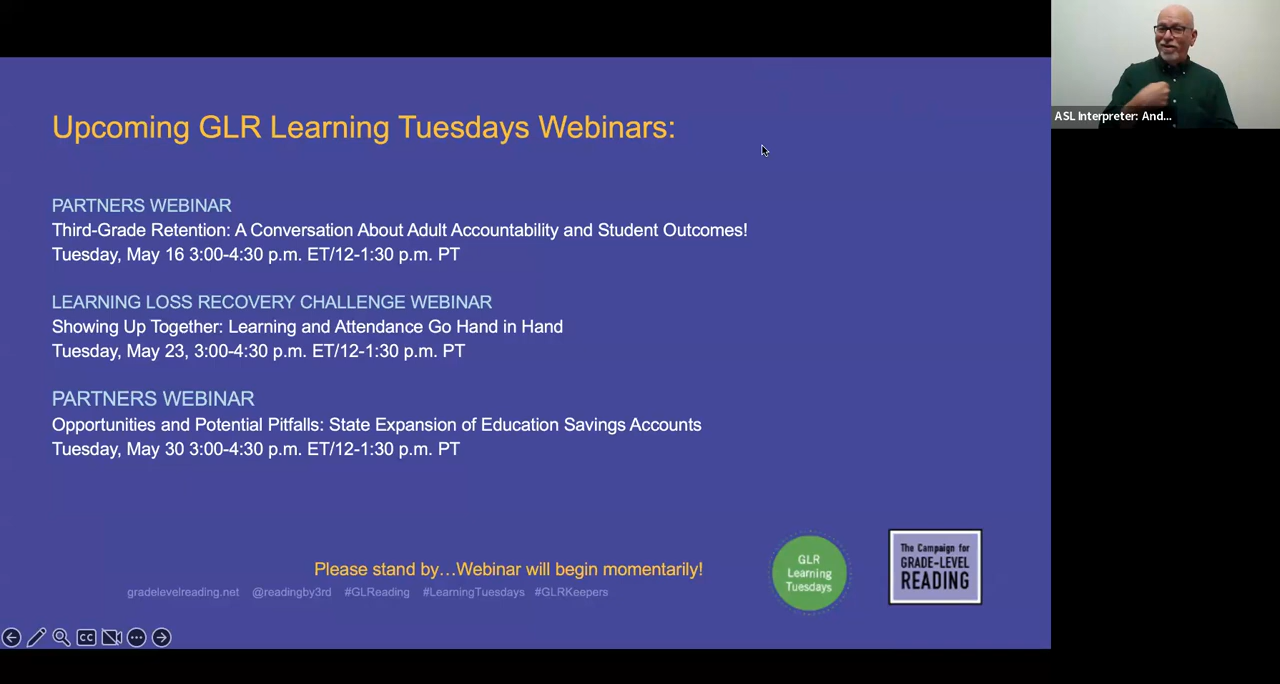 Upcoming GLR Learning Tuesdays Webinars:
PARTNERS WEBINAR
Third-Grade Retention: A Conversation About Adult Accountability and Student Outcomes!
Tuesday, May 16 3:00-4:30 p.m. ET/12-1:30 p.m. PT
LEARNING LOSS RECOVERY CHALLENGE WEBINAR
Showing Up Together: Learning and Attendance Go Hand in Hand
Tuesday, May 23, 3:00-4:30 p.m. ET/12-1:30 p.m. PT
PARTNERS WEBINAR
Opportunities and Potential Pitfalls: State Expansion of Education Savings Accounts
Tuesday, May 30 3:00-4:30 p.m. ET/12-1:30 p.m. PT
Please stand by…Webinar will begin momentarily!
gradelevelreading.net @readingby3rd #GLReading #LearningTuesdays #GLRKeepers
GLR
Learning
Tuesdays
The Campaign for
GRADE-LEVEL
READING
CC
ASL Interpreter: And...